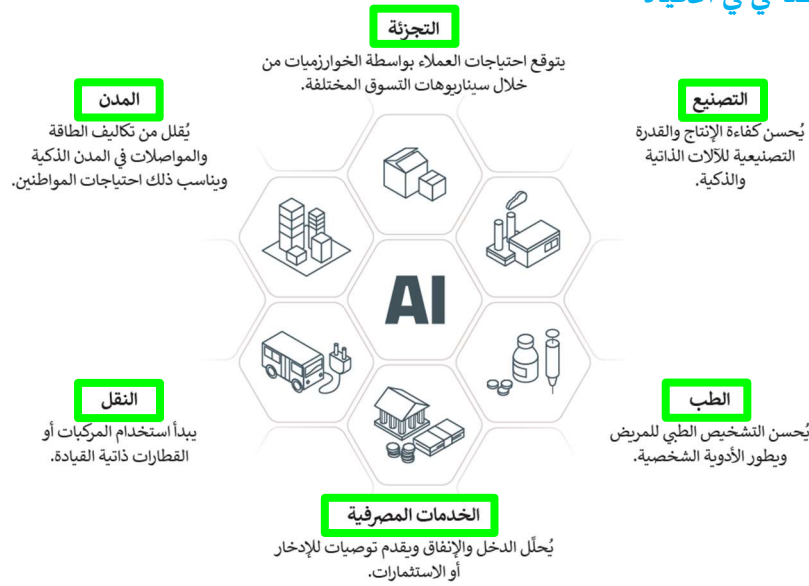 التجزئة
يتوقع احتياجات العملاء بواسطة الخوارزميات من
خلال سيناريوهات التسوق المختلفة.
التصنيع
يُحسن كفاءة الإنتاج والقدرة
التصنيعية للآلات الذاتية
والذكية.
المدن
يُقلل من تكاليف الطاقة
والمواصلات في المدن الذكية
ويناسب ذلك احتياجات المواطنين.
AI
الطب
يُحسن التشخيص الطبي للمريض
ويطور الأدوية الشخصية.
النقل
يبدأ استخدام المركبات أو
القطارات ذاتية القيادة.
الخدمات المصرفية
يُحلَّل الدخل والإنفاق ويقدم توصيات للإدخار
أو الاستثمارات.